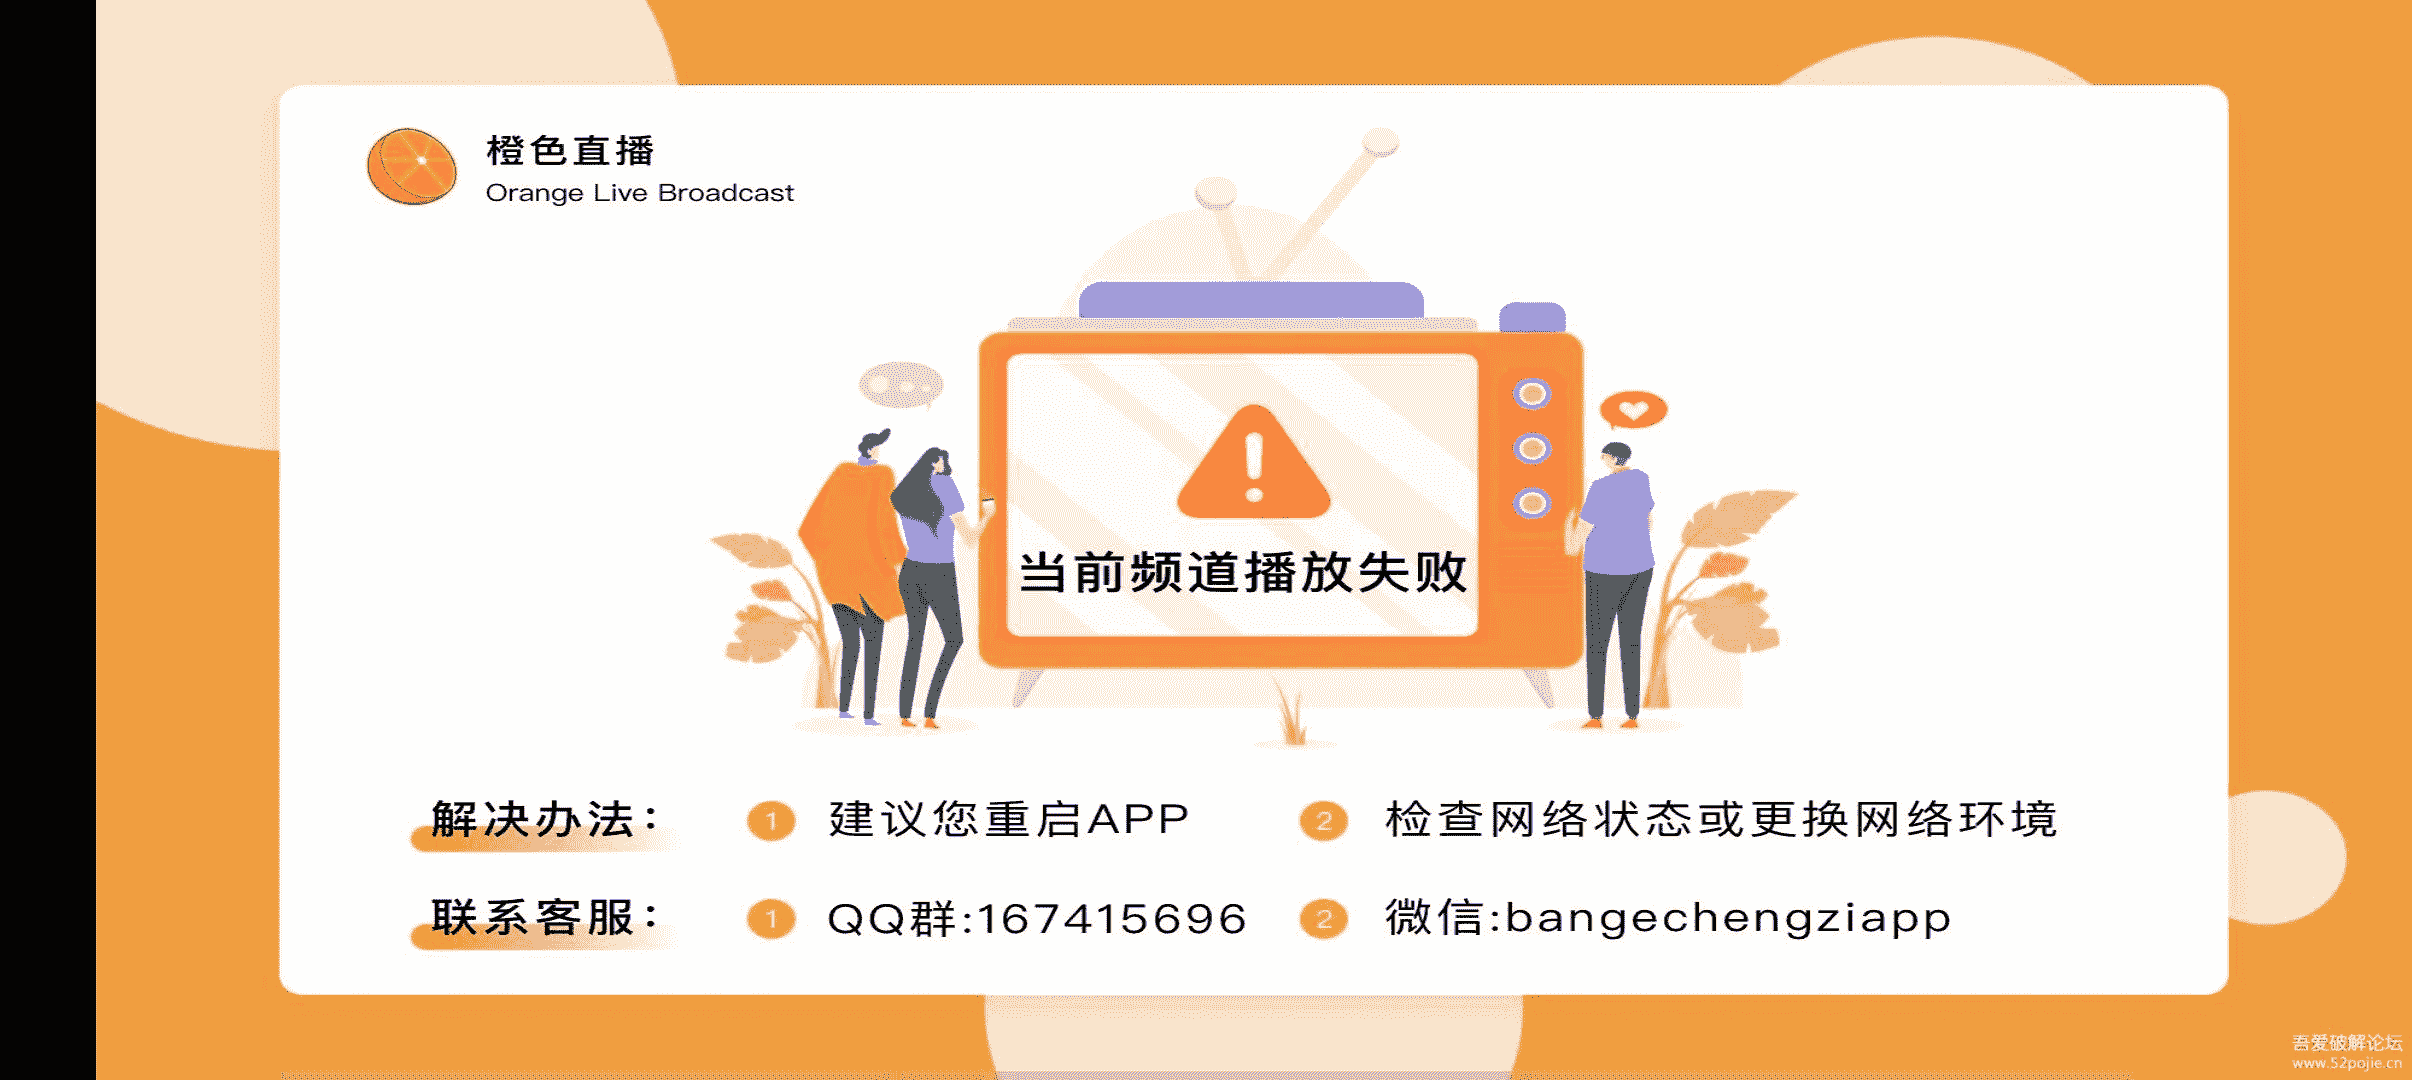 橙色直播
Orange Live Broadcast
当前频道播放失败
解决办法：
1 建议您重启APP
2 检查网络状态或更换网络环境
联系客服：
1 QQ群:167415696
2 微信:bangechengziapp
吾爱破解论坛
www.52pojie.cn